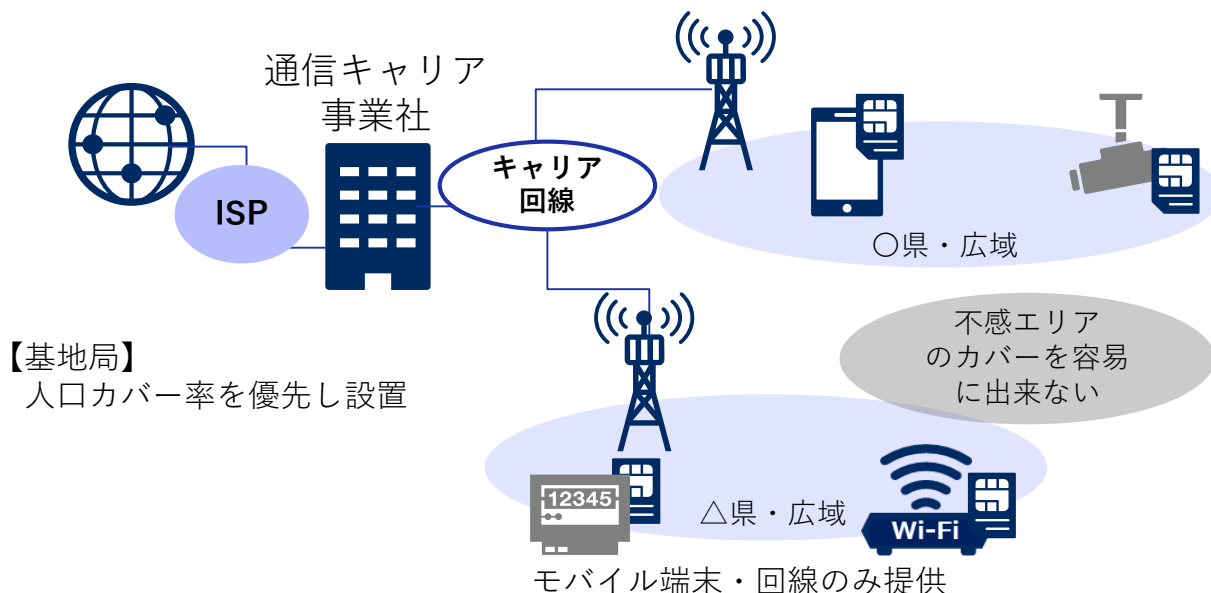 通信キャリア
事業社
ISP
キャリア
回線
〇県・広域
不感エリア
のカバーを容易
に出来ない
【基地局】
人口カバー率を優先し設置
12345
△県・広域
Wi-Fi
モバイル端末・回線のみ提供